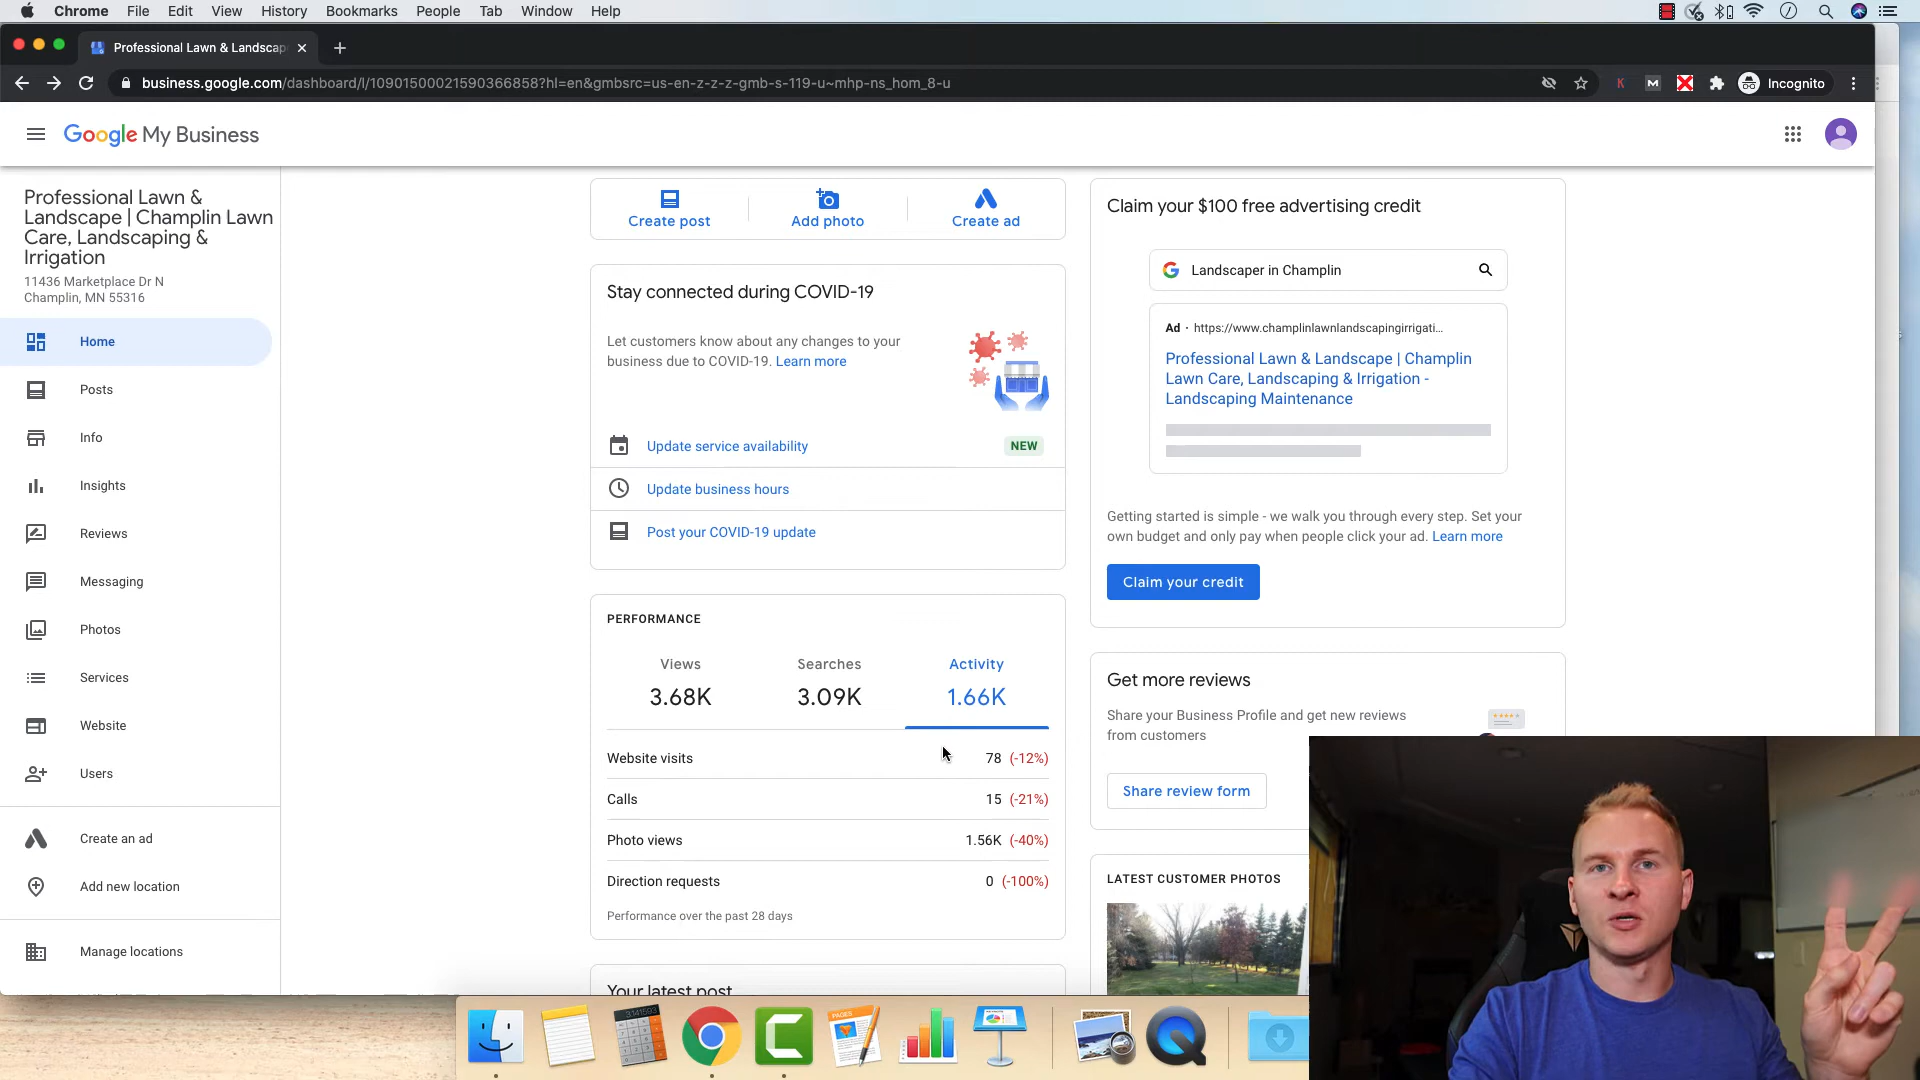 Chrome File Edit View History Bookmarks People Tab Window Help
Professional Lawn & Landscap
business.google.com/dashboard/l/10901500021590366858?hl=en&gmbsrc=us-en-z-z-z-gmb-s-119-u~mhp-ns_hom_8-u
K M Incognito
Google My Business
Professional Lawn &
Landscape | Champlin Lawn
Care, Landscaping &
Irrigation
11436 Marketplace Dr N
Champlin, MN 55316
Home
Posts
Info
Insights
Reviews
Messaging
Photos
Services
Website
Users
Create an ad
Add new location
Manage locations
Create post Add photo Create ad
Stay connected during COVID-19
Let customers know about any changes to your
business due to COVID-19. Learn more
Update service availability NEW
Update business hours
Post your COVID-19 update
PERFORMANCE
Views Searches Activity
3.68K 3.09K 1.66K
Website visits 78 (-12%)
Calls 15 (-21%)
Photo views 1.56K (-40%)
Direction requests 0 (-100%)
Performance over the past 28 days
Your latest post
Claim your $100 free advertising credit
Landscaper in Champlin
Ad · https://www.champlinlawnlandscapingirrigati...
Professional Lawn & Landscape | Champlin
Lawn Care, Landscaping & Irrigation -
Landscaping Maintenance
Getting started is simple - we walk you through every step. Set your
own budget and only pay when people click your ad. Learn more
Claim your credit
Get more reviews
Share your Business Profile and get new reviews
from customers
Share review form
LATEST CUSTOMER PHOTOS
3.141593
PAGES